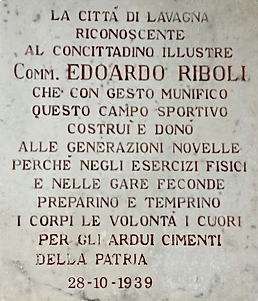 LA CITTÀ DI LAVAGNA
RICONOSCENTE
AL CONCITTADINO ILLUSTRE
COMM. EDOARDO RIBOLI
CHE CON GESTO MUNIFICO
QUESTO CAMPO SPORTIVO
COSTRUÌ E DONÒ
ALLE GENERAZIONI NOVELLE
PERCHÈ NEGLI ESERCIZI FISICI
E NELLE GARE FECONDE
PREPARINO E TEMPRINO
I CORPI LE VOLONTÀ I CUORI
PER GLI ARDUI CIMENTI
DELLA PATRIA
28-10-1939